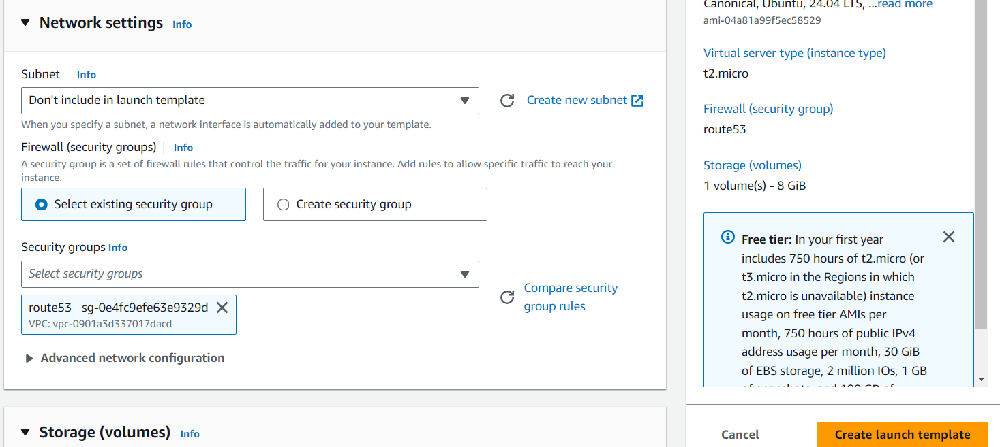 Network settings Info
Subnet Info
Don't include in launch template
Create new subnet
When you specify a subnet, a network interface is automatically added to your template.
Firewall (security groups) Info
A security group is a set of firewall rules that control the traffic for your instance. Add rules to allow specific traffic to reach your
instance.
Select existing security group
Create security group
Security groups Info
Select security groups
Compare security
group rules
route53 sg-0e4fc9efe63e9329d
VPC: vpc-0901a3d337017dacd
Advanced network configuration
Storage (volumes) Info
Canonical, Ubuntu, 24.04 LTS, ...read more
ami-04a81a99f5ec58529
Virtual server type (instance type)
t2.micro
Firewall (security group)
route53
Storage (volumes)
1 volume(s) - 8 GiB
Free tier: In your first year
includes 750 hours of t2.micro (or
t3.micro in the Regions in which
t2.micro is unavailable) instance
usage on free tier AMIs per
month, 750 hours of public IPv4
address usage per month, 30 GiB
of EBS storage, 2 million IOs, 1 GB
Cancel
Create launch template